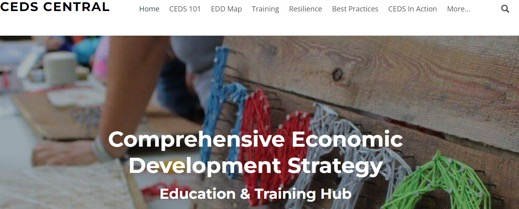 CEDS CENTRAL
Home CEDS 101 EDD Map Training Resilience Best Practices CEDS In Action More...
Comprehensive Economic
Development Strategy
Education & Training Hub